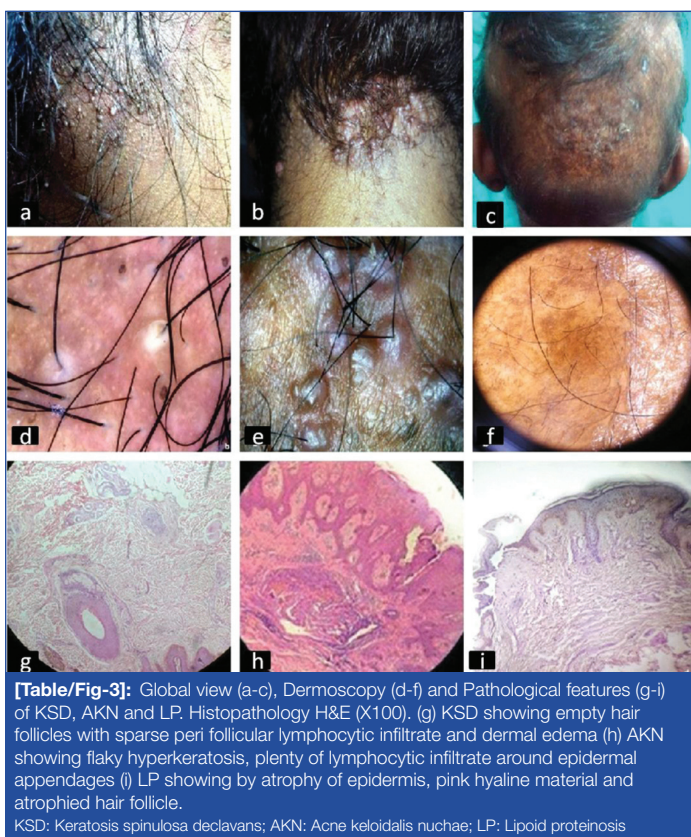 a
b
c
d
e
f
g
h
i
[Table/Fig-3]: Global view (a-c), Dermoscopy (d-f) and Pathological features (g-i)
of KSD, AKN and LP. Histopathology H&E (X100). (g) KSD showing empty hair
follicles with sparse peri follicular lymphocytic infiltrate and dermal edema (h) AKN
showing flaky hyperkeratosis, plenty of lymphocytic infiltrate around epidermal
appendages (i) LP showing by atrophy of epidermis, pink hyaline material and
atrophied hair follicle.
KSD: Keratosis spinulosa declavans; AKN: Acne keloidalis nuchae; LP: Lipoid proteinosis